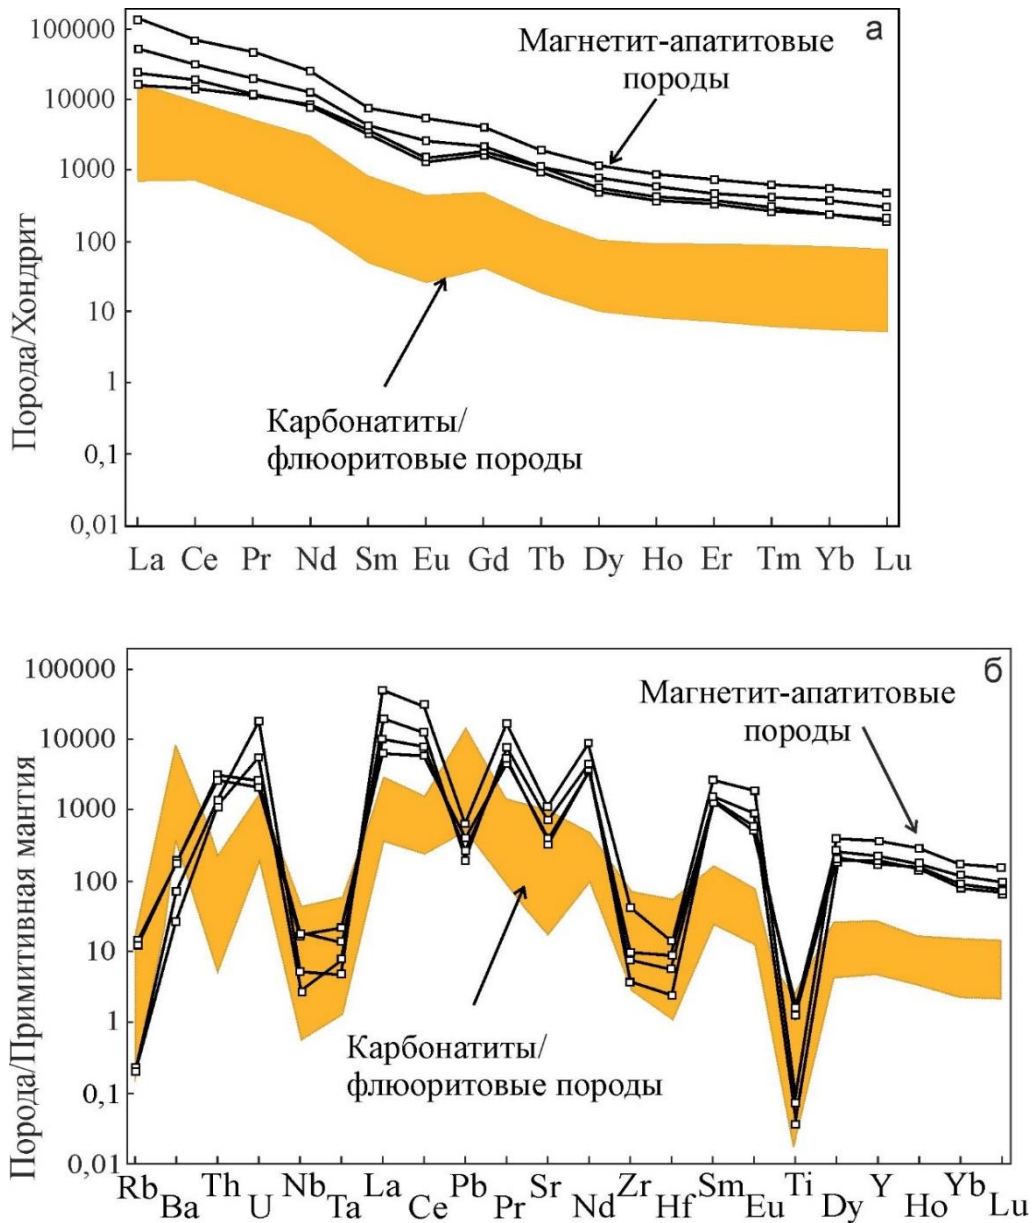 а
Порода/Хондрит
100000
10000
1000
100
10
1
0,1
0,01
Магнетит-апатитовые
породы
Карбонатиты/
флюоритовые породы
La Ce Pr Nd Sm Eu Gd Tb Dy Ho Er Tm Yb Lu
б
Порода/Примитивная мантия
100000
10000
1000
100
10
1
0,1
0,01
Магнетит-апатитовые
породы
Карбонатиты/
флюоритовые породы
Rb Ba Th U Nb Ta La Ce Pb Pr Sr Nd Zr Hf Sm Eu Ti Dy Y Ho Yb Lu